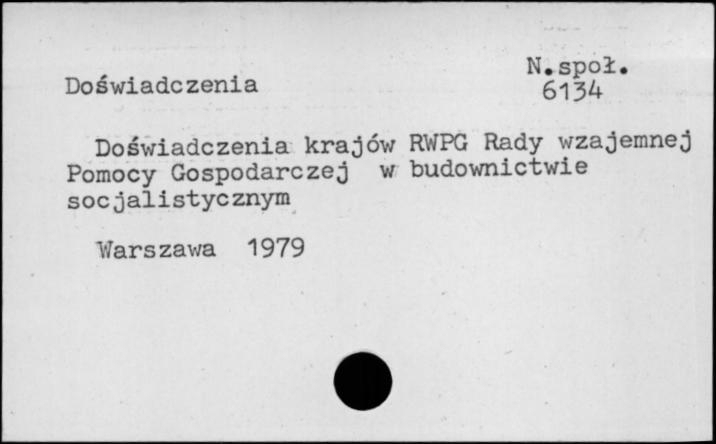 N.społ.
Doświadczenia
6134
Doświadczenia krajów RWPG Rady wzajemnej
Pomocy Gospodarczej w budownictwie
socjalistycznym
Warszawa 1979